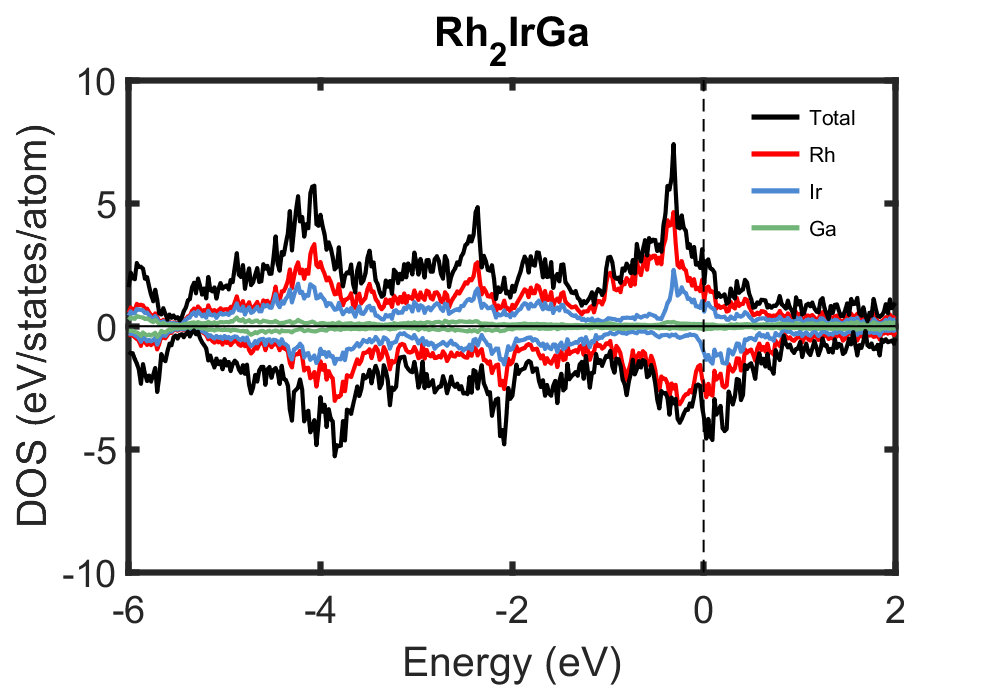 Rh2IrGa
DOS (eV/states/atom)
10
5
0
-5
-10
Total
Rh
Ir
Ga
-6 -4 -2 0 2
Energy (eV)